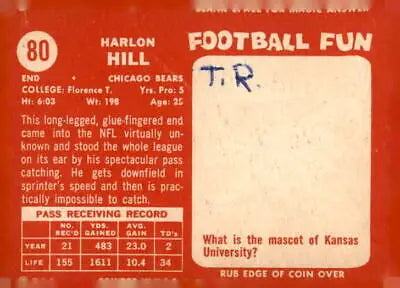 80
HARLON
HILL
END • CHICAGO BEARS
COLLEGE: Florence T. Yrs. Pro: 5
Ht: 6:03 Wt: 198 Age: 25
This long-legged, glue-fingered end
came into the NFL virtually un-
known and stood the whole league
on its ear by his spectacular pass
catching. He gets downfield in
sprinter's speed and then is prac-
tically impossible to catch.
PASS RECEIVING RECORD
NO. REC'D YDS. GAINED AVG. GAIN TD's
YEAR 21 483 23.0 2
LIFE 155 1611 10.4 34
FOOTBALL FUN
T.R.
What is the mascot of Kansas
University?
RUB EDGE OF COIN OVER